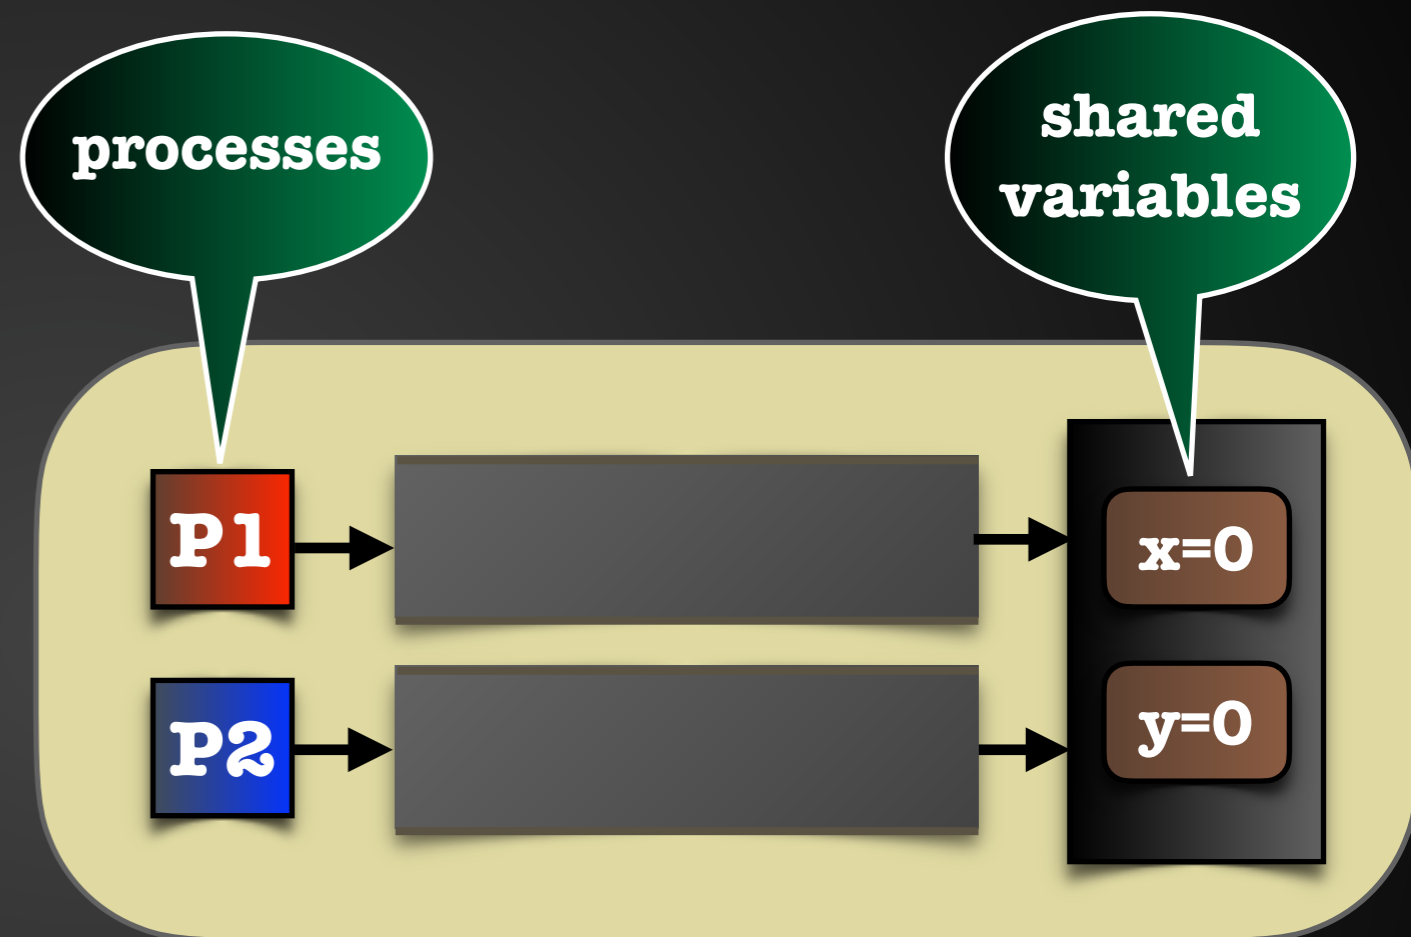 processes
shared
variables
P1
x=0
P2
y=0